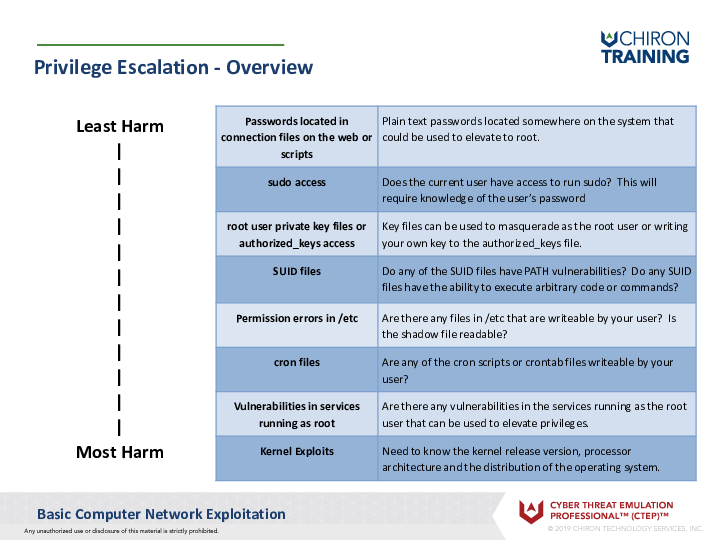 CHIRON
TRAINING
Privilege Escalation - Overview
Least Harm
Most Harm
Passwords located in
connection files on the web or
scripts
Plain text passwords located somewhere on the system that
could be used to elevate to root.
sudo access
Does the current user have access to run sudo? This will
require knowledge of the user's password
root user private key files or
authorized_keys access
Key files can be used to masquerade as the root user or writing
your own key to the authorized_keys file.
SUID files
Do any of the SUID files have PATH vulnerabilities? Do any SUID
files have the ability to execute arbitrary code or commands?
Permission errors in /etc
Are there any files in /etc that are writeable by your user? Is
the shadow file readable?
cron files
Are any of the cron scripts or crontab files writeable by your
user?
Vulnerabilities in services
running as root
Are there any vulnerabilities in the services running as the root
user that can be used to elevate privileges.
Kernel Exploits
Need to know the kernel release version, processor
architecture and the distribution of the operating system.
Basic Computer Network Exploitation
Any unauthorized use or disclosure of this material is strictly prohibited.
CYBER THREAT EMULATION
PROFESSIONAL™ (CTEP)™
© 2019 CHIRON TECHNOLOGY SERVICES, INC.